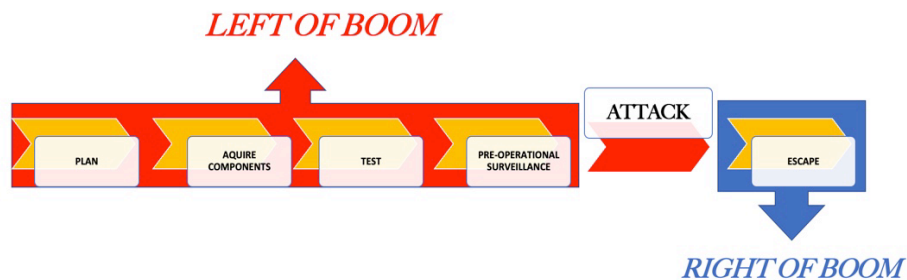 LEFT OF BOOM
ATTACK
PLAN
AQUIRE
COMPONENTS
TEST
PRE-OPERATIONAL
SURVEILLANCE
ESCAPE
RIGHT OF BOOM